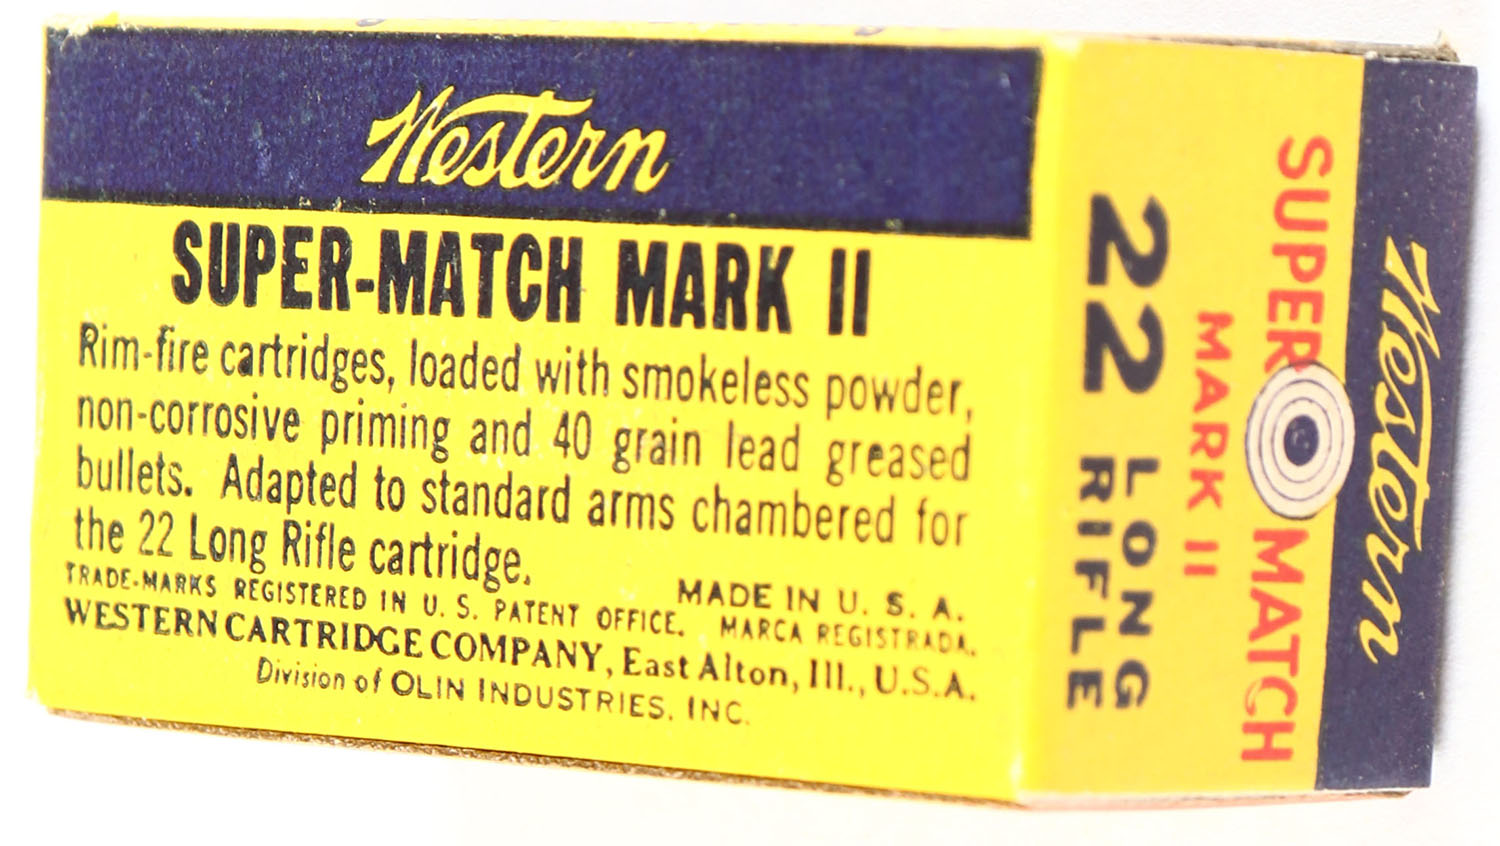 Western
SUPER-MATCH MARK II
Rim-fire cartridges, loaded with smokeless powder,
non-corrosive priming and 40 grain lead greased
bullets. Adapted to standard arms chambered for
the 22 Long Rifle cartridge.
MADE IN U. S. A.
TRADE-MARKS REGISTERED IN U. S. PATENT OFFICE. MARCA REGISTRADA.
WESTERN CARTRIDGE COMPANY, East Alton, Ill., U.S.A.
Division of OLIN INDUSTRIES, INC.
Western
SUPER MATCH
MARK II
22 LONG
RIFLE